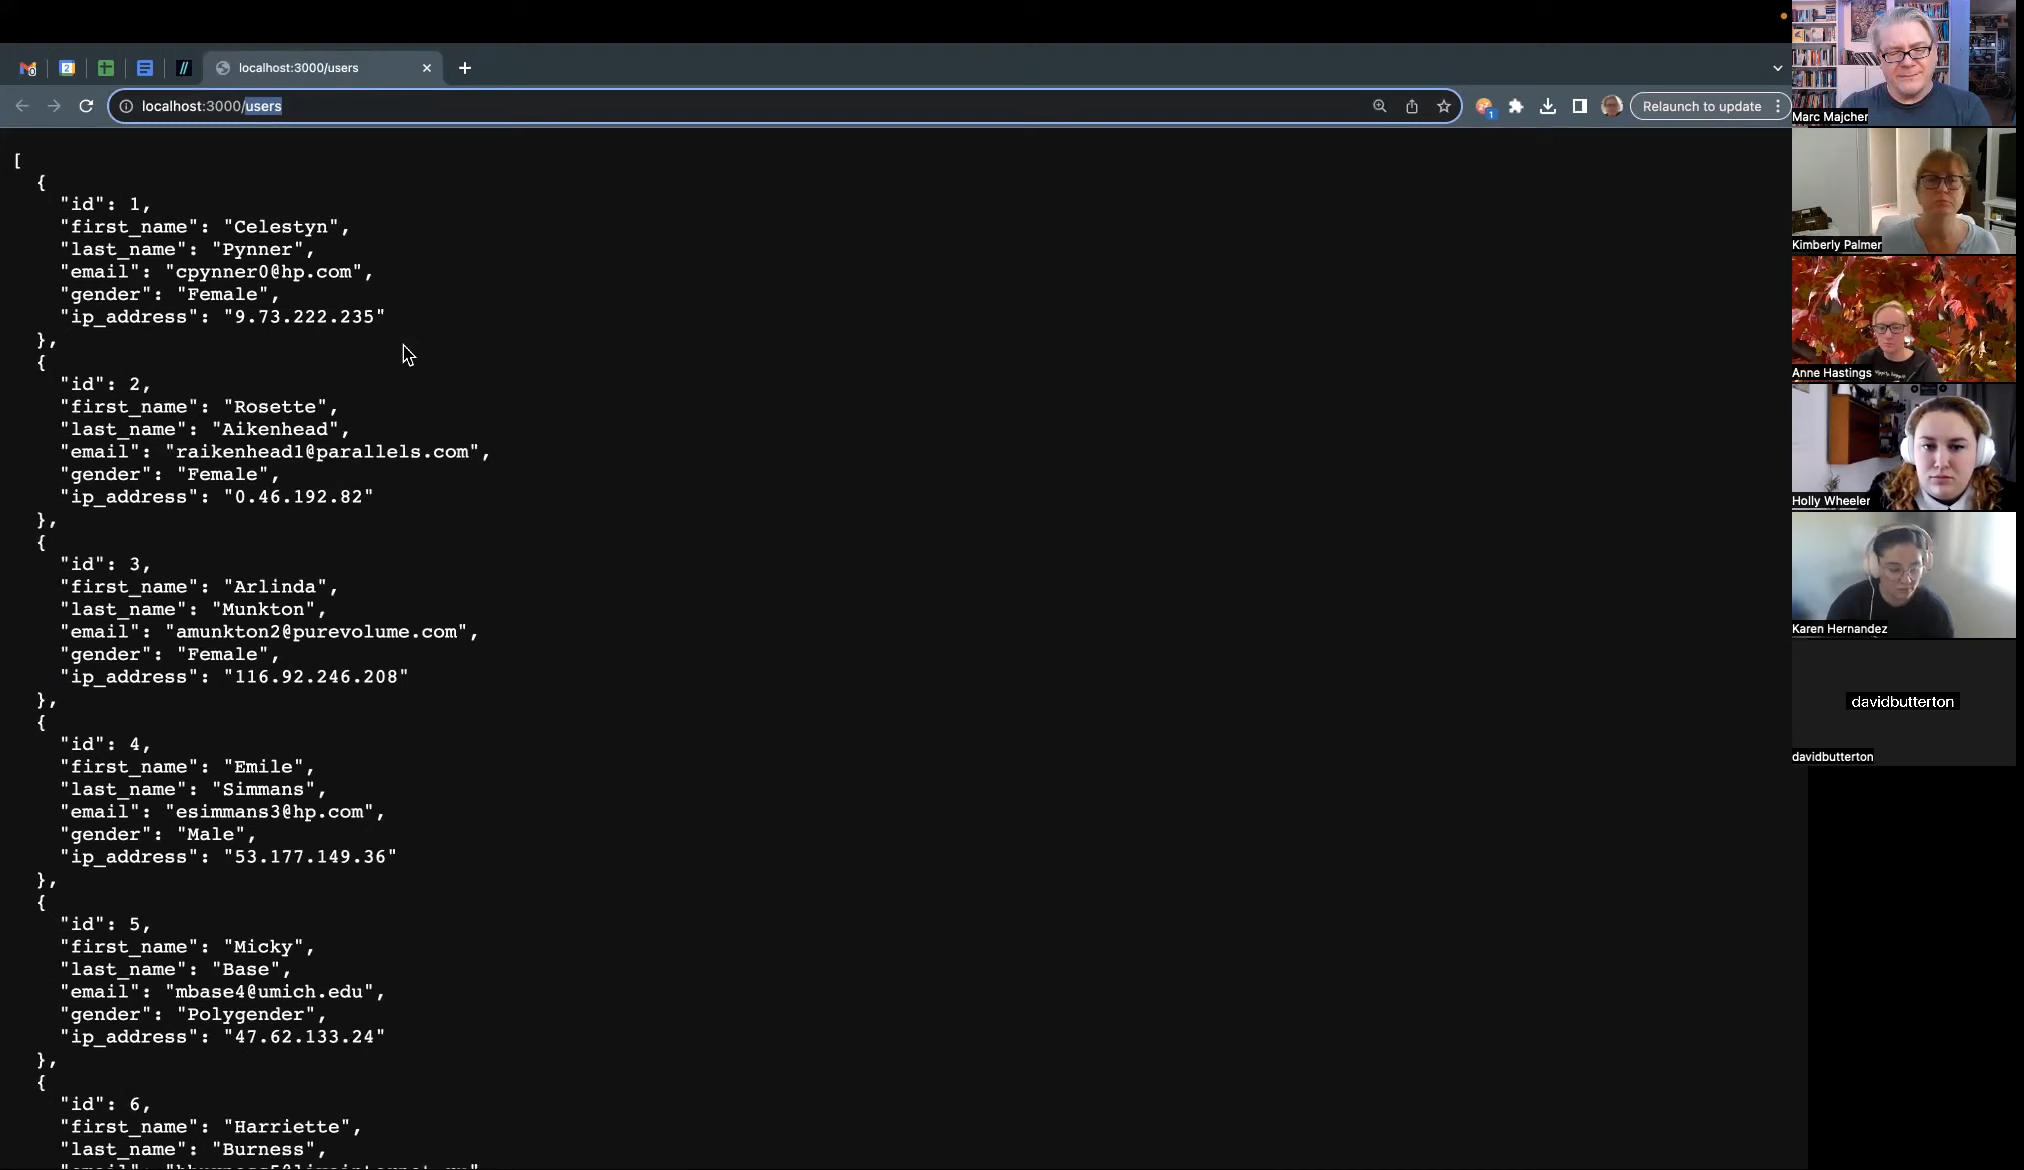 localhost:3000/users
localhost:3000/users
1
Relaunch to update
[
{
"id": 1,
"first_name": "Celestyn",
"last_name": "Pynner",
"email": "cpynner0@hp.com",
"gender": "Female",
"ip_address": "9.73.222.235"
},
{
"id": 2,
"first_name": "Rosette",
"last_name": "Aikenhead",
"email": "raikenhead1@parallels.com",
"gender": "Female",
"ip_address": "0.46.192.82"
},
{
"id": 3,
"first_name": "Arlinda",
"last_name": "Munkton",
"email": "amunkton2@purevolume.com",
"gender": "Female",
"ip_address": "116.92.246.208"
},
{
"id": 4,
"first_name": "Emile",
"last_name": "Simmans",
"email": "esimmans3@hp.com",
"gender": "Male",
"ip_address": "53.177.149.36"
},
{
"id": 5,
"first_name": "Micky",
"last_name": "Base",
"email": "mbase4@umich.edu",
"gender": "Polygender",
"ip_address": "47.62.133.24"
},
{
"id": 6,
"first_name": "Harriette",
"last_name": "Burness",
Marc Majcher
Kimberly Palmer
Anne Hastings
Holly Wheeler
Karen Hernandez
davidbutterton
davidbutterton